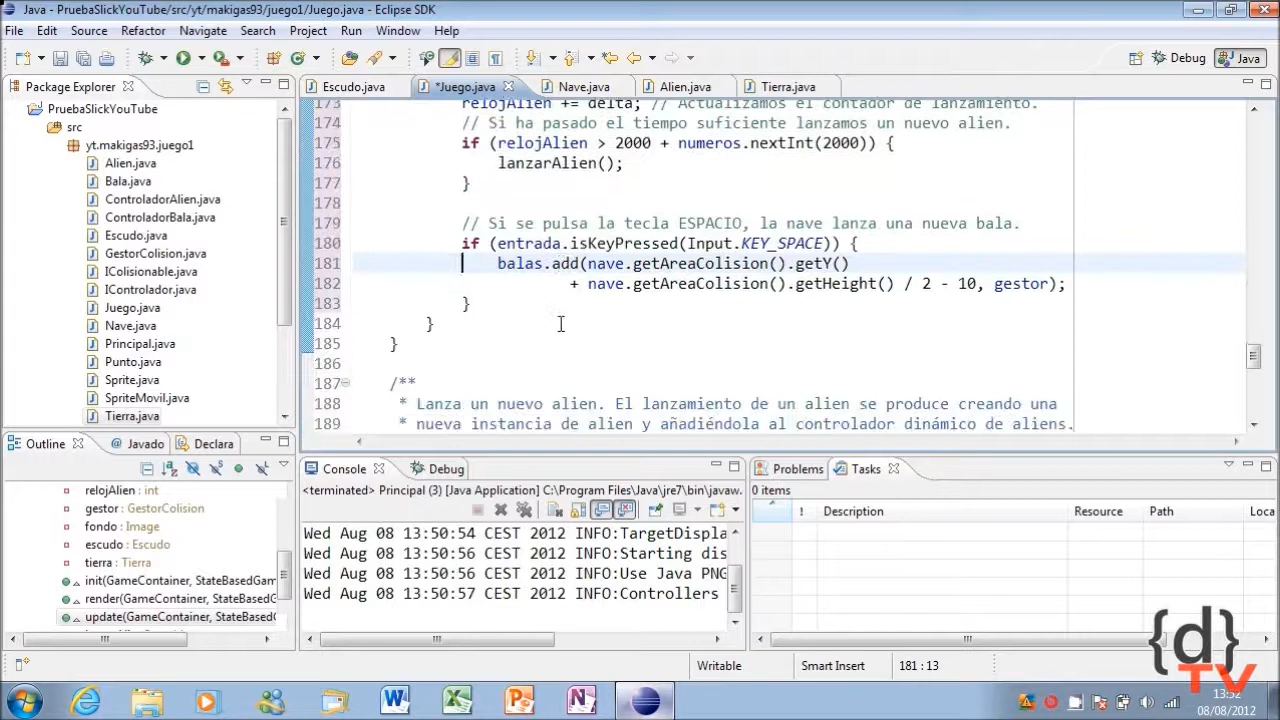 Java - PruebaSlickYouTube/src/yt/makigas93/juego1/Juego.java - Eclipse SDK
File Edit Source Refactor Navigate Search Project Run Window Help
Debug Java
Package Explorer
Escudo.java *Juego.java Nave.java Alien.java Tierra.java
PruebaSlickYouTube
src
yt.makigas93.juego1
Alien.java
Bala.java
ControladorAlien.java
ControladorBala.java
Escudo.java
GestorColision.java
IColisionable.java
IControlador.java
Juego.java
Nave.java
Principal.java
Punto.java
Sprite.java
SpriteMovil.java
Tierra.java
173 relojAlien += delta; // Actualizamos el contador de lanzamiento.
174 // Si ha pasado el tiempo suficiente lanzamos un nuevo alien.
175 if (relojAlien > 2000 + numeros.nextInt(2000)) {
176 lanzarAlien();
177 }
178
179 // Si se pulsa la tecla ESPACIO, la nave lanza una nueva bala.
180 if (entrada.isKeyPressed(Input.KEY_SPACE)) {
181 balas.add(nave.getAreaColision().getY()
182 + nave.getAreaColision().getHeight() / 2 - 10, gestor);
183 }
184 }
185 }
186
187 /**
188 * Lanza un nuevo alien. El lanzamiento de un alien se produce creando una
189 * nueva instancia de alien y añadiéndola al controlador dinámico de aliens.
Outline Javado Declara
relojAlien : int
gestor : GestorColision
fondo : Image
escudo : Escudo
tierra : Tierra
init(GameContainer, StateBasedGam
render(GameContainer, StateBasedG
update(GameContainer, StateBasedG
Console Debug
<terminated> Principal (3) [Java Application] C:\Program Files\Java\jre7\bin\javaw.
Wed Aug 08 13:50:54 CEST 2012 INFO:TargetDispla
Wed Aug 08 13:50:56 CEST 2012 INFO:Starting dis
Wed Aug 08 13:50:56 CEST 2012 INFO:Use Java PNG
Wed Aug 08 13:50:57 CEST 2012 INFO:Controllers
Problems Tasks
0 items
! Description Resource Path Loca
Writable Smart Insert 181 : 13
{d}
TV
13:52
08/08/2012